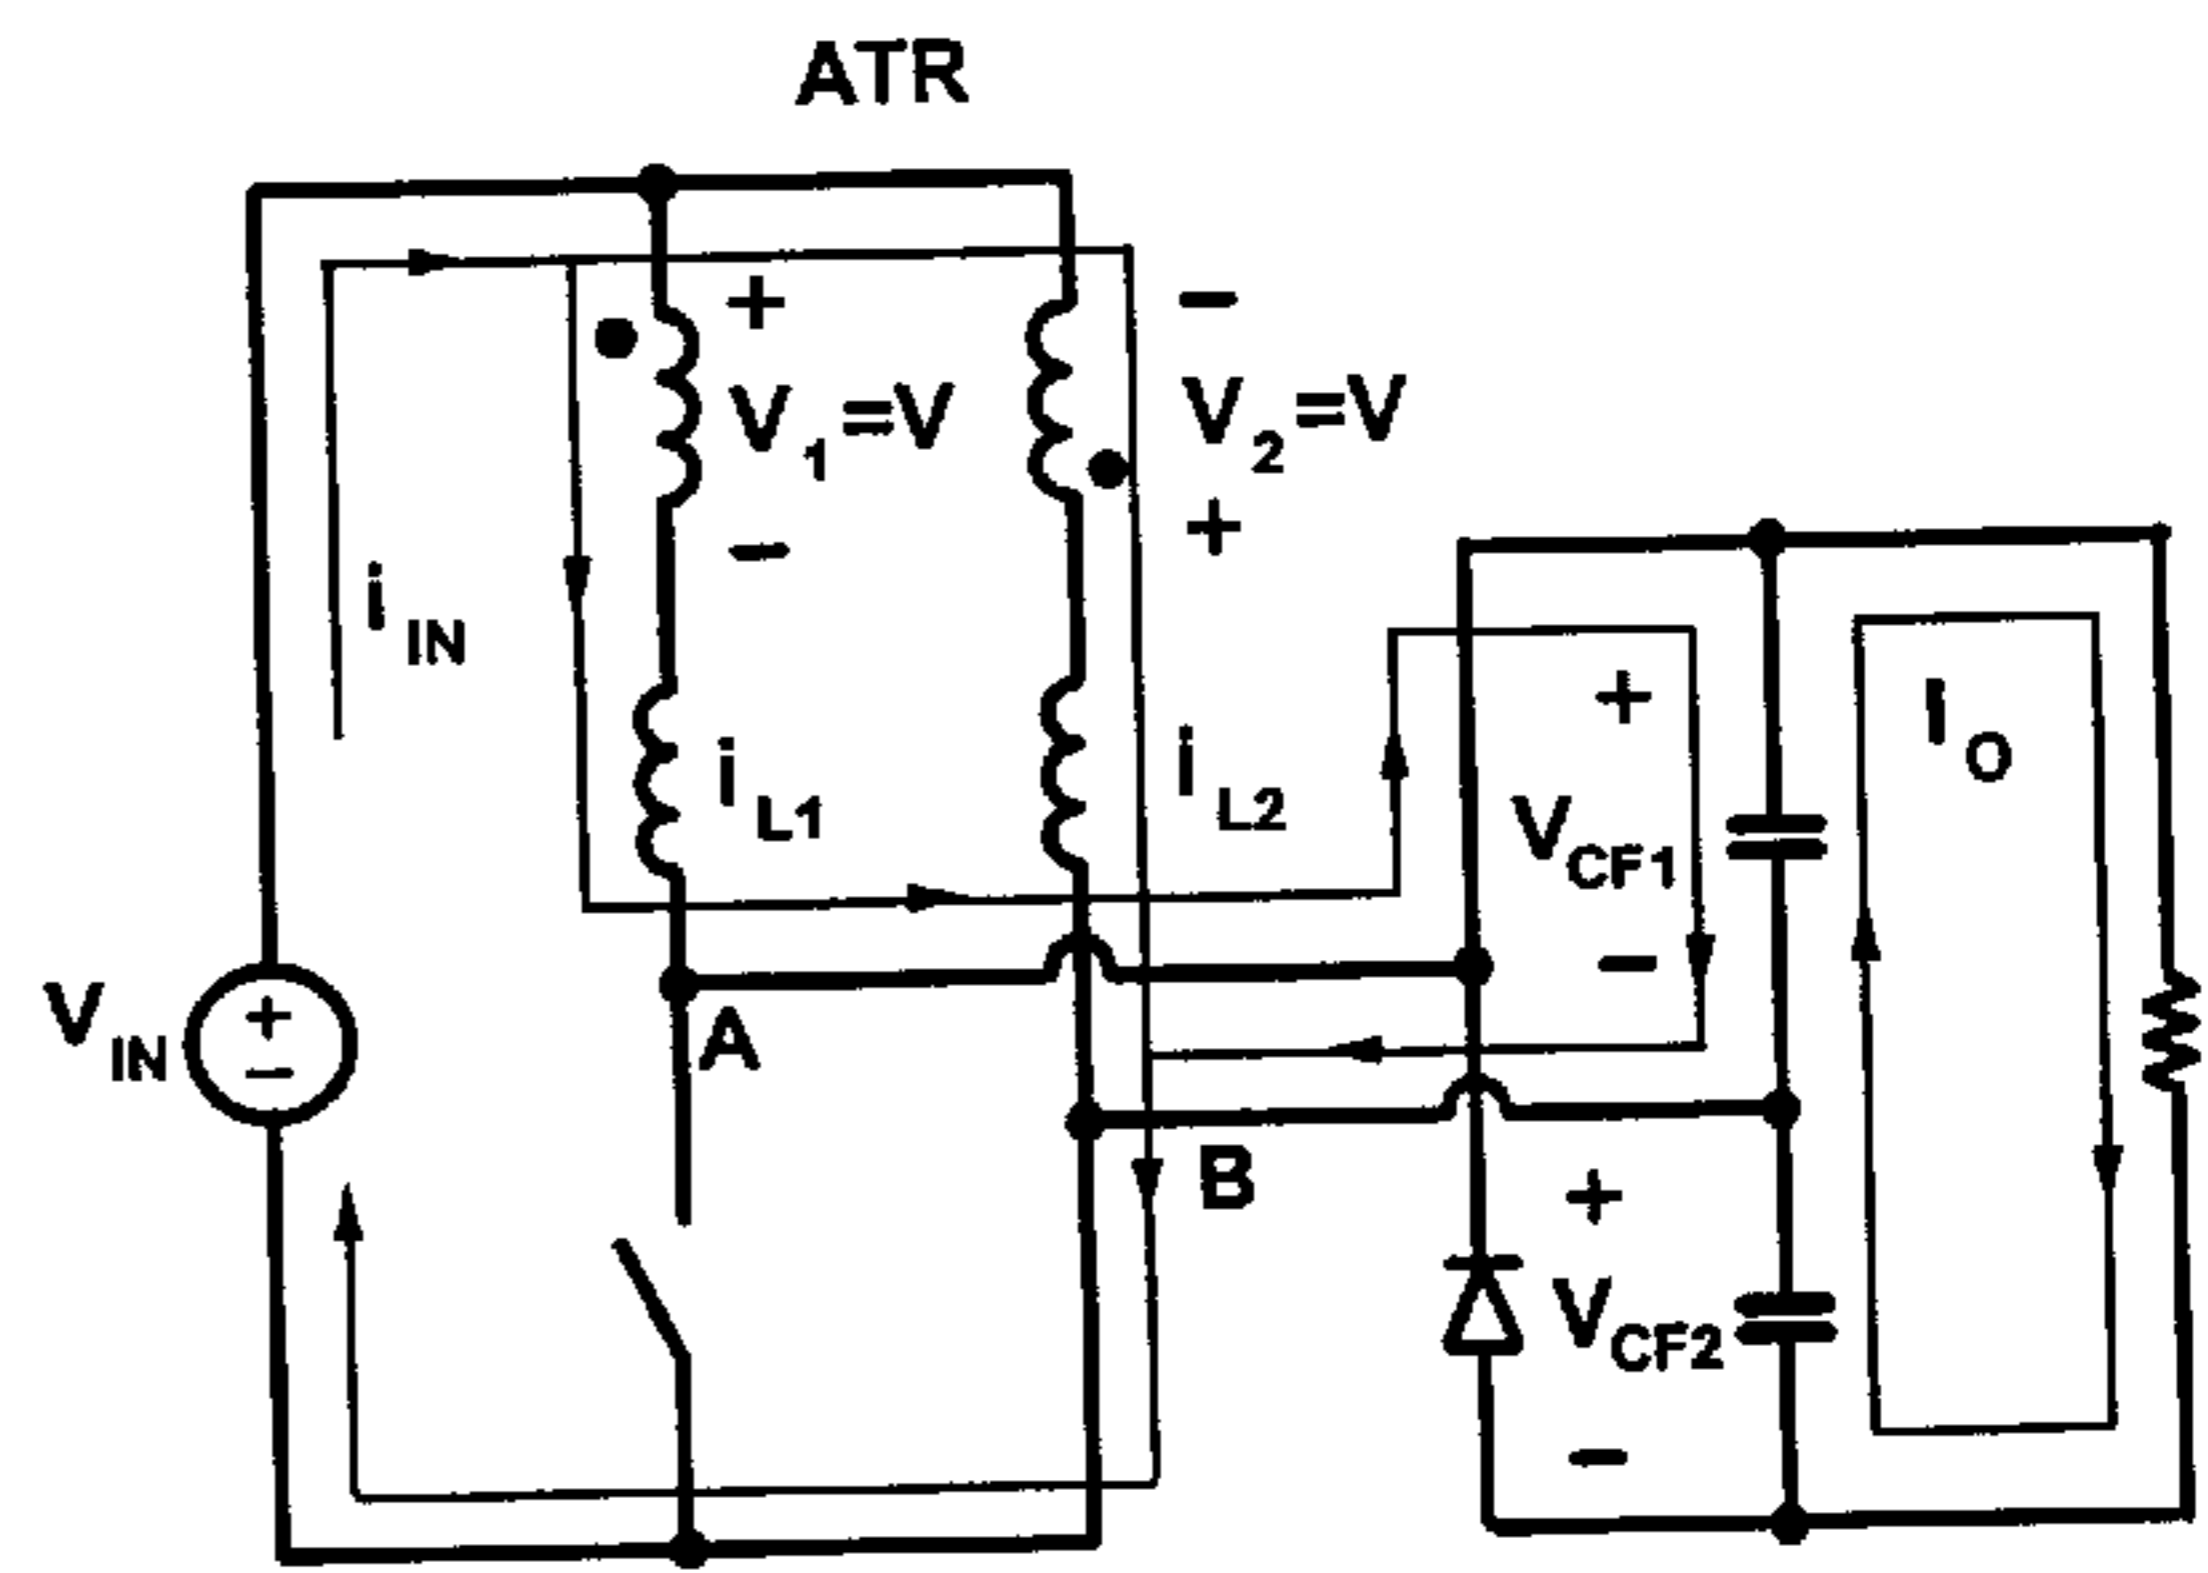 ATR
+
−
V1=V
V2=V
−
+
iIN
iL1
iL2
+
VCF1
−
IO
VIN
+
−
A
B
+
VCF2
−